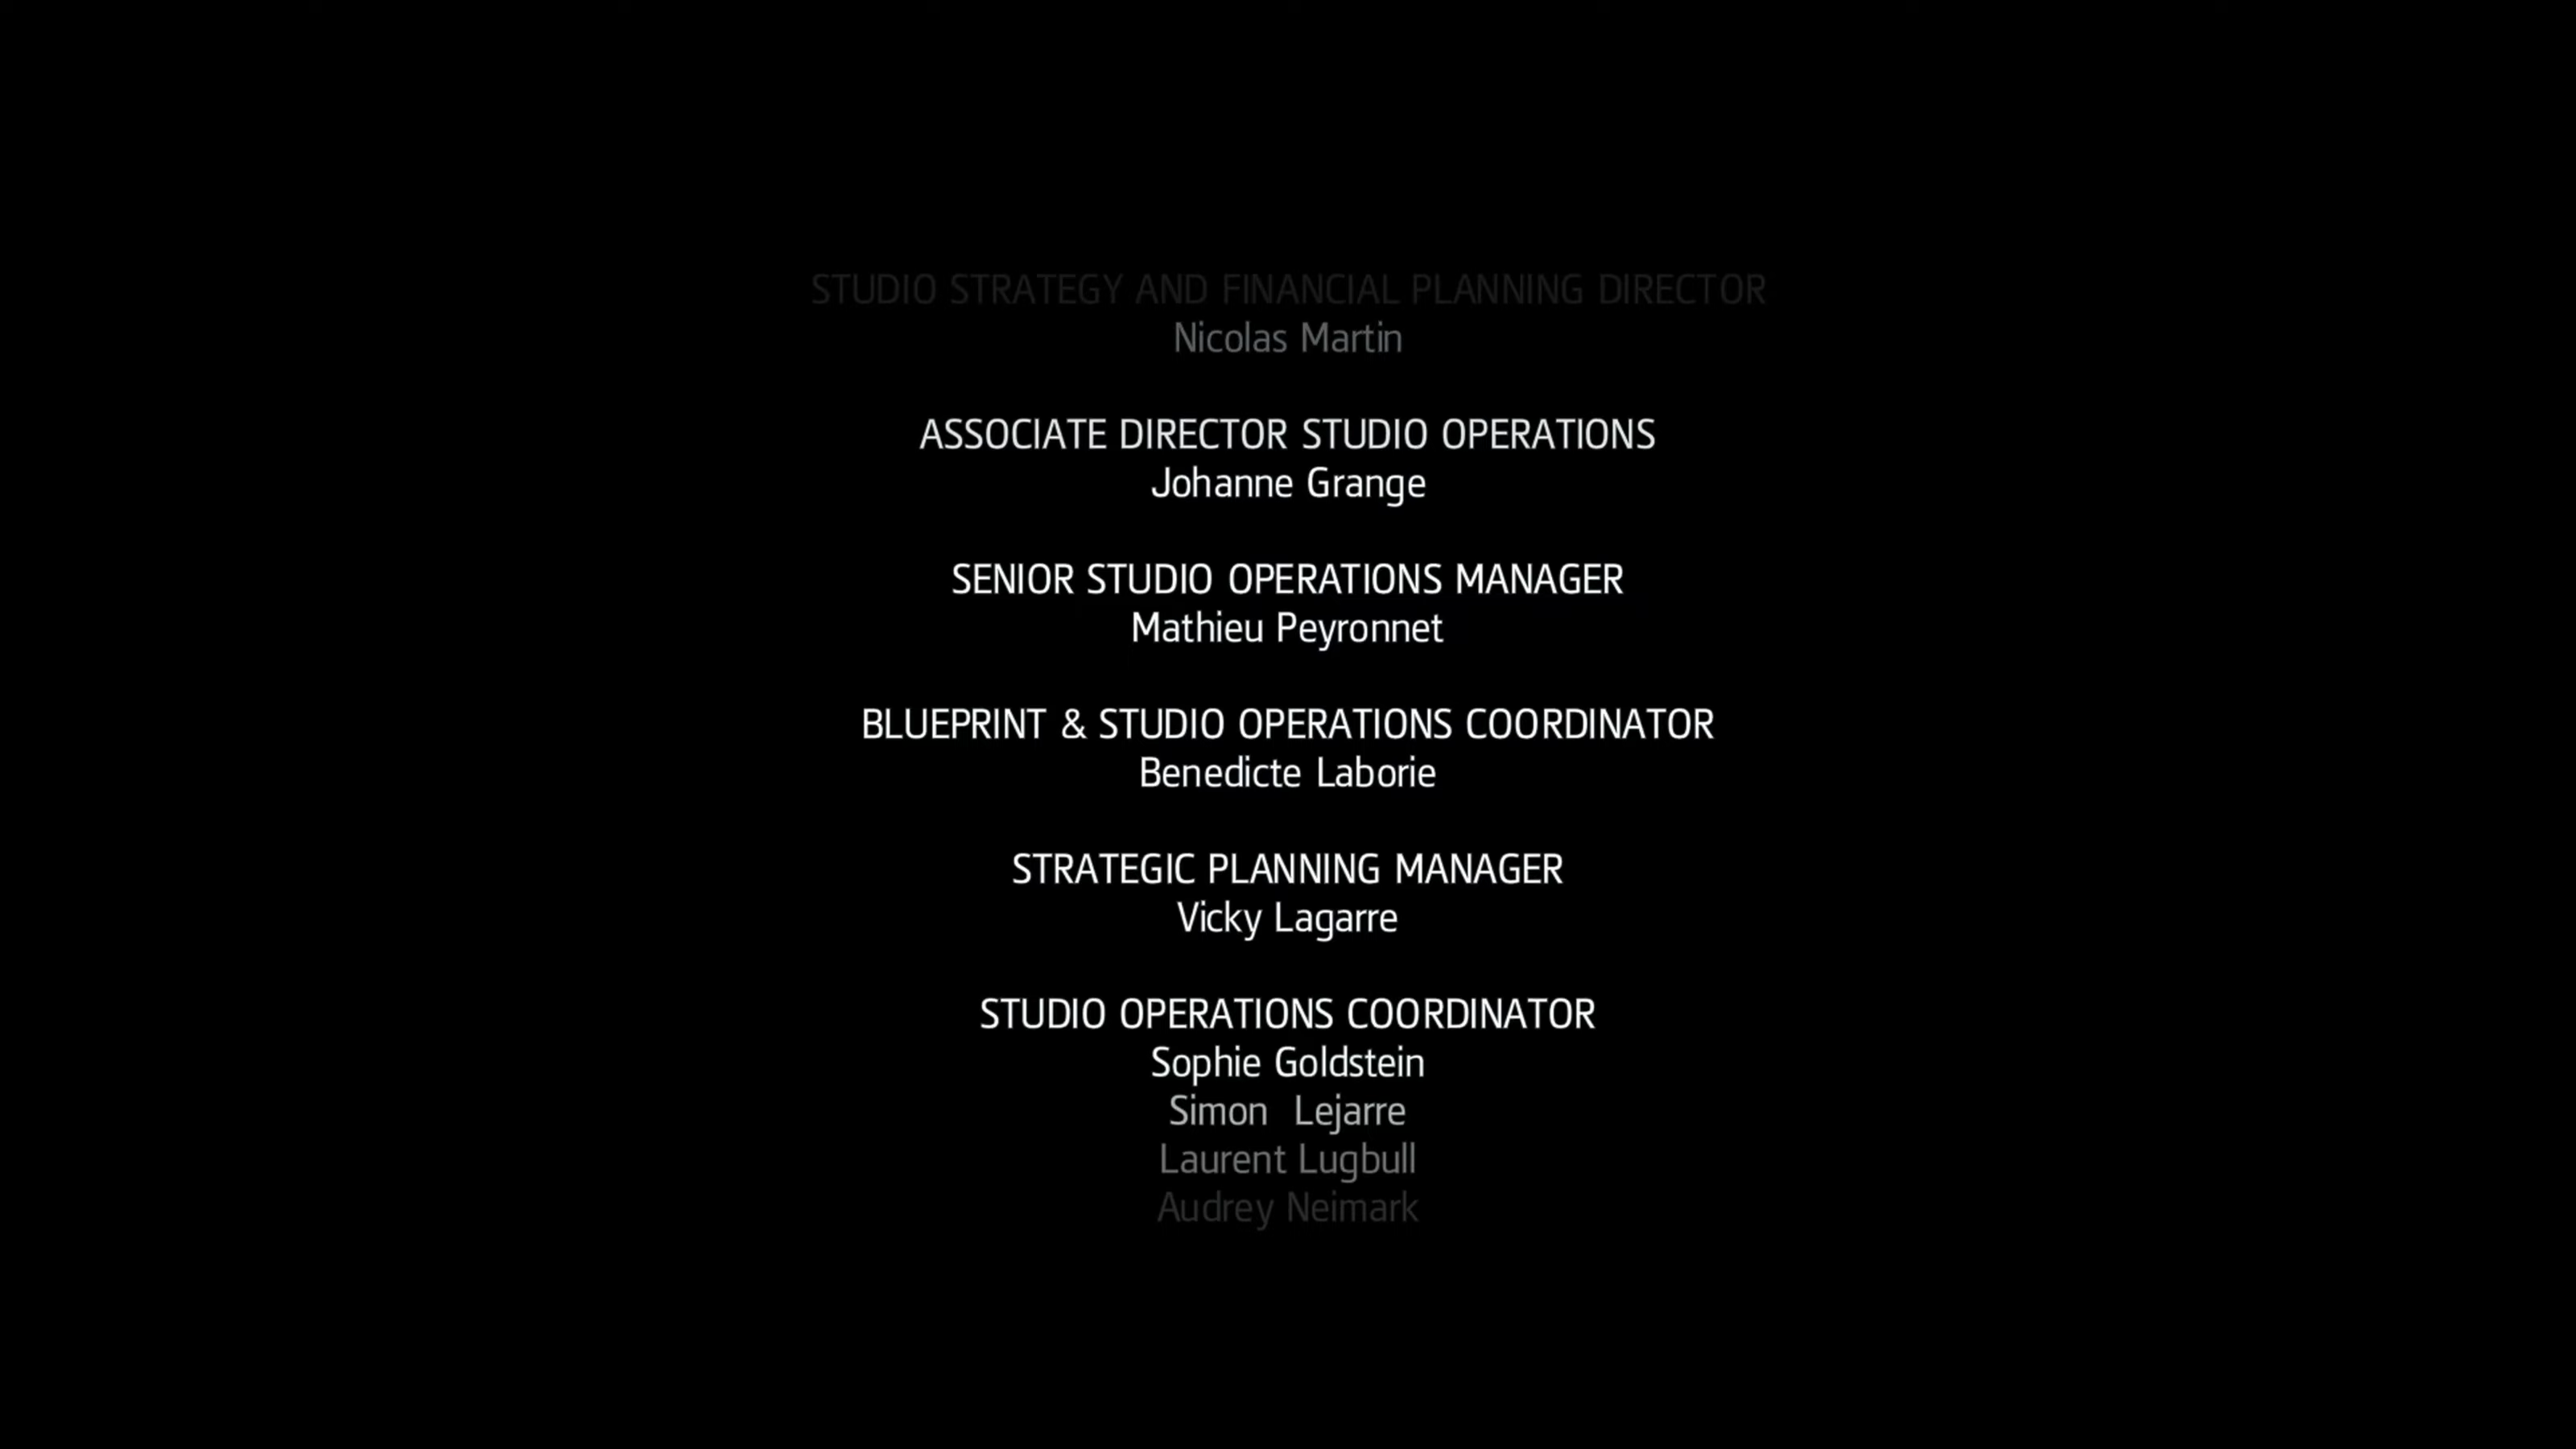 STUDIO STRATEGY AND FINANCIAL PLANNING DIRECTOR
Nicolas Martin
ASSOCIATE DIRECTOR STUDIO OPERATIONS
Johanne Grange
SENIOR STUDIO OPERATIONS MANAGER
Mathieu Peyronnet
BLUEPRINT & STUDIO OPERATIONS COORDINATOR
Benedicte Laborie
STRATEGIC PLANNING MANAGER
Vicky Lagarre
STUDIO OPERATIONS COORDINATOR
Sophie Goldstein
Simon  Lejarre
Laurent Lugbull
Audrey Neimark